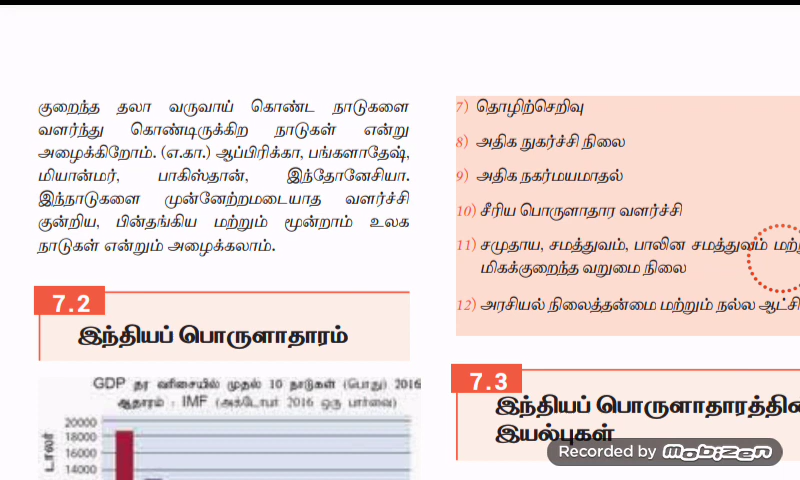 குறைந்த தலா வருவாய் கொண்ட நாடுகளை
வளர்ந்து கொண்டிருக்கிற நாடுகள் என்று
அழைக்கிறோம். (எ.கா.) ஆப்பிரிக்கா, பங்களாதேஷ்,
மியான்மர், பாகிஸ்தான், இந்தோனேசியா.
இந்நாடுகளை முன்னேற்றமடையாத வளர்ச்சி
குன்றிய, பின்தங்கிய மற்றும் மூன்றாம் உலக
நாடுகள் என்றும் அழைக்கலாம்.
7.2
இந்தியப் பொருளாதாரம்
GDP தர வரிசையில் முதல் 10 நாடுகள் (பொது) 2016
ஆதாரம் : IMF (அக்டோபர் 2016 ஒரு பார்வை)
20000
18000
16000
14000
டாலர்
7) தொழிற்செறிவு
8) அதிக நுகர்ச்சி நிலை
9) அதிக நகர்மயமாதல்
10) சீரிய பொருளாதார வளர்ச்சி
11) சமுதாய, சமத்துவம், பாலின சமத்துவம்
மிகக்குறைந்த வறுமை நிலை
12) அரசியல் நிலைத்தன்மை மற்றும் நல்ல
7.3
இந்தியப்
இயல்புகள்
Recorded by mobizen